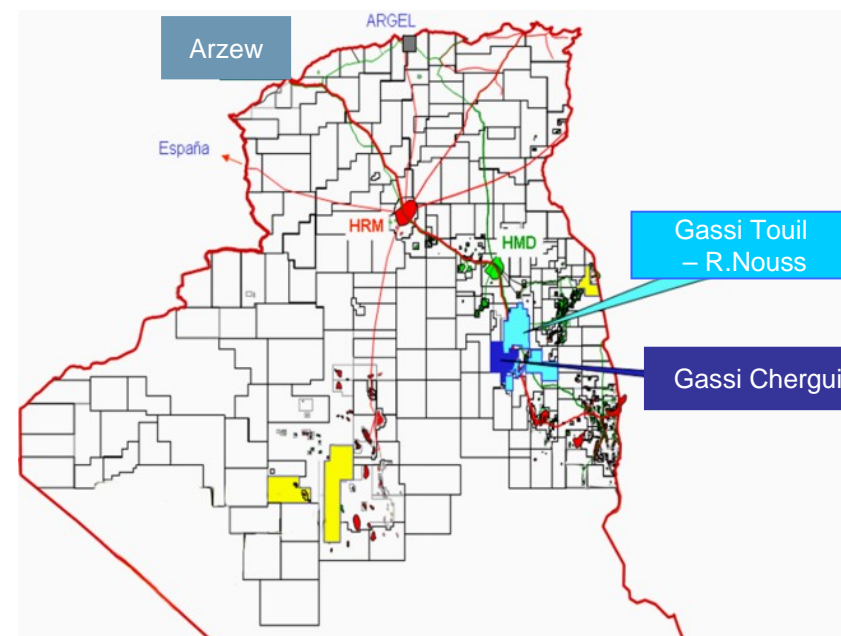 ARGEL
Arzew
España
HRM
HMD
Gassi Touil
– R.Nouss
Gassi Chergui